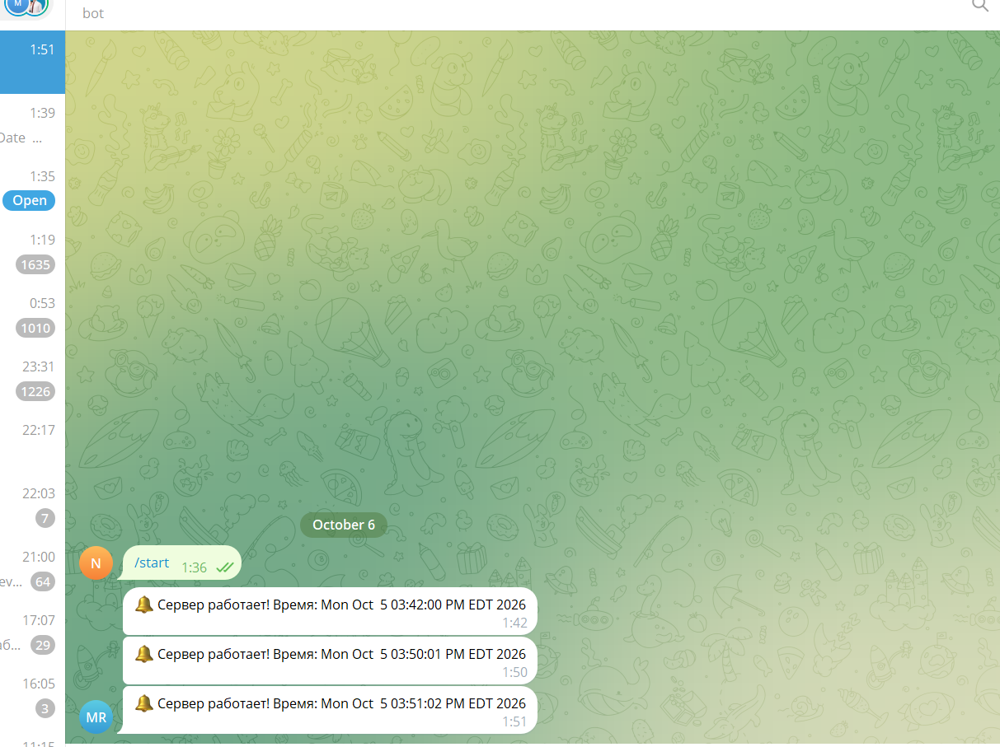 M
bot
1:51
1:39
Date ...
1:35
Open
1:19
1635
0:53
1010
23:31
1226
22:17
22:03
7
21:00
ev... 64
17:07
аб... 29
16:05
3
11:15
October 6
N
/start 1:36
🔔 Сервер работает! Время: Mon Oct  5 03:42:00 PM EDT 2026
1:42
🔔 Сервер работает! Время: Mon Oct  5 03:50:01 PM EDT 2026
1:50
🔔 Сервер работает! Время: Mon Oct  5 03:51:02 PM EDT 2026
1:51
MR